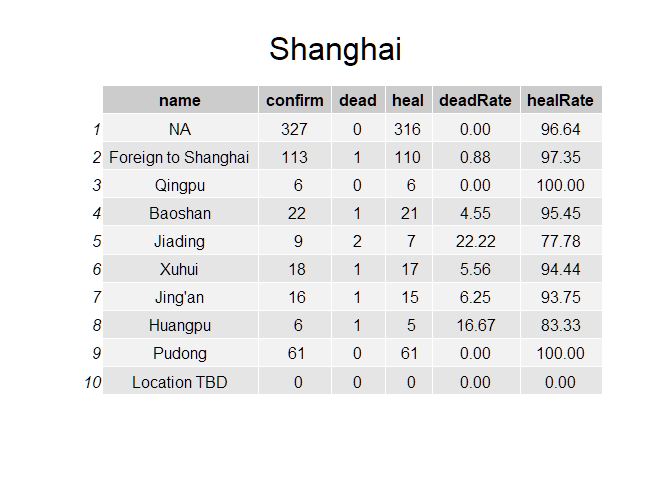 Shanghai
name confirm dead heal deadRate healRate
1 NA 327 0 316 0.00 96.64
2 Foreign to Shanghai 113 1 110 0.88 97.35
3 Qingpu 6 0 6 0.00 100.00
4 Baoshan 22 1 21 4.55 95.45
5 Jiading 9 2 7 22.22 77.78
6 Xuhui 18 1 17 5.56 94.44
7 Jing'an 16 1 15 6.25 93.75
8 Huangpu 6 1 5 16.67 83.33
9 Pudong 61 0 61 0.00 100.00
10 Location TBD 0 0 0 0.00 0.00